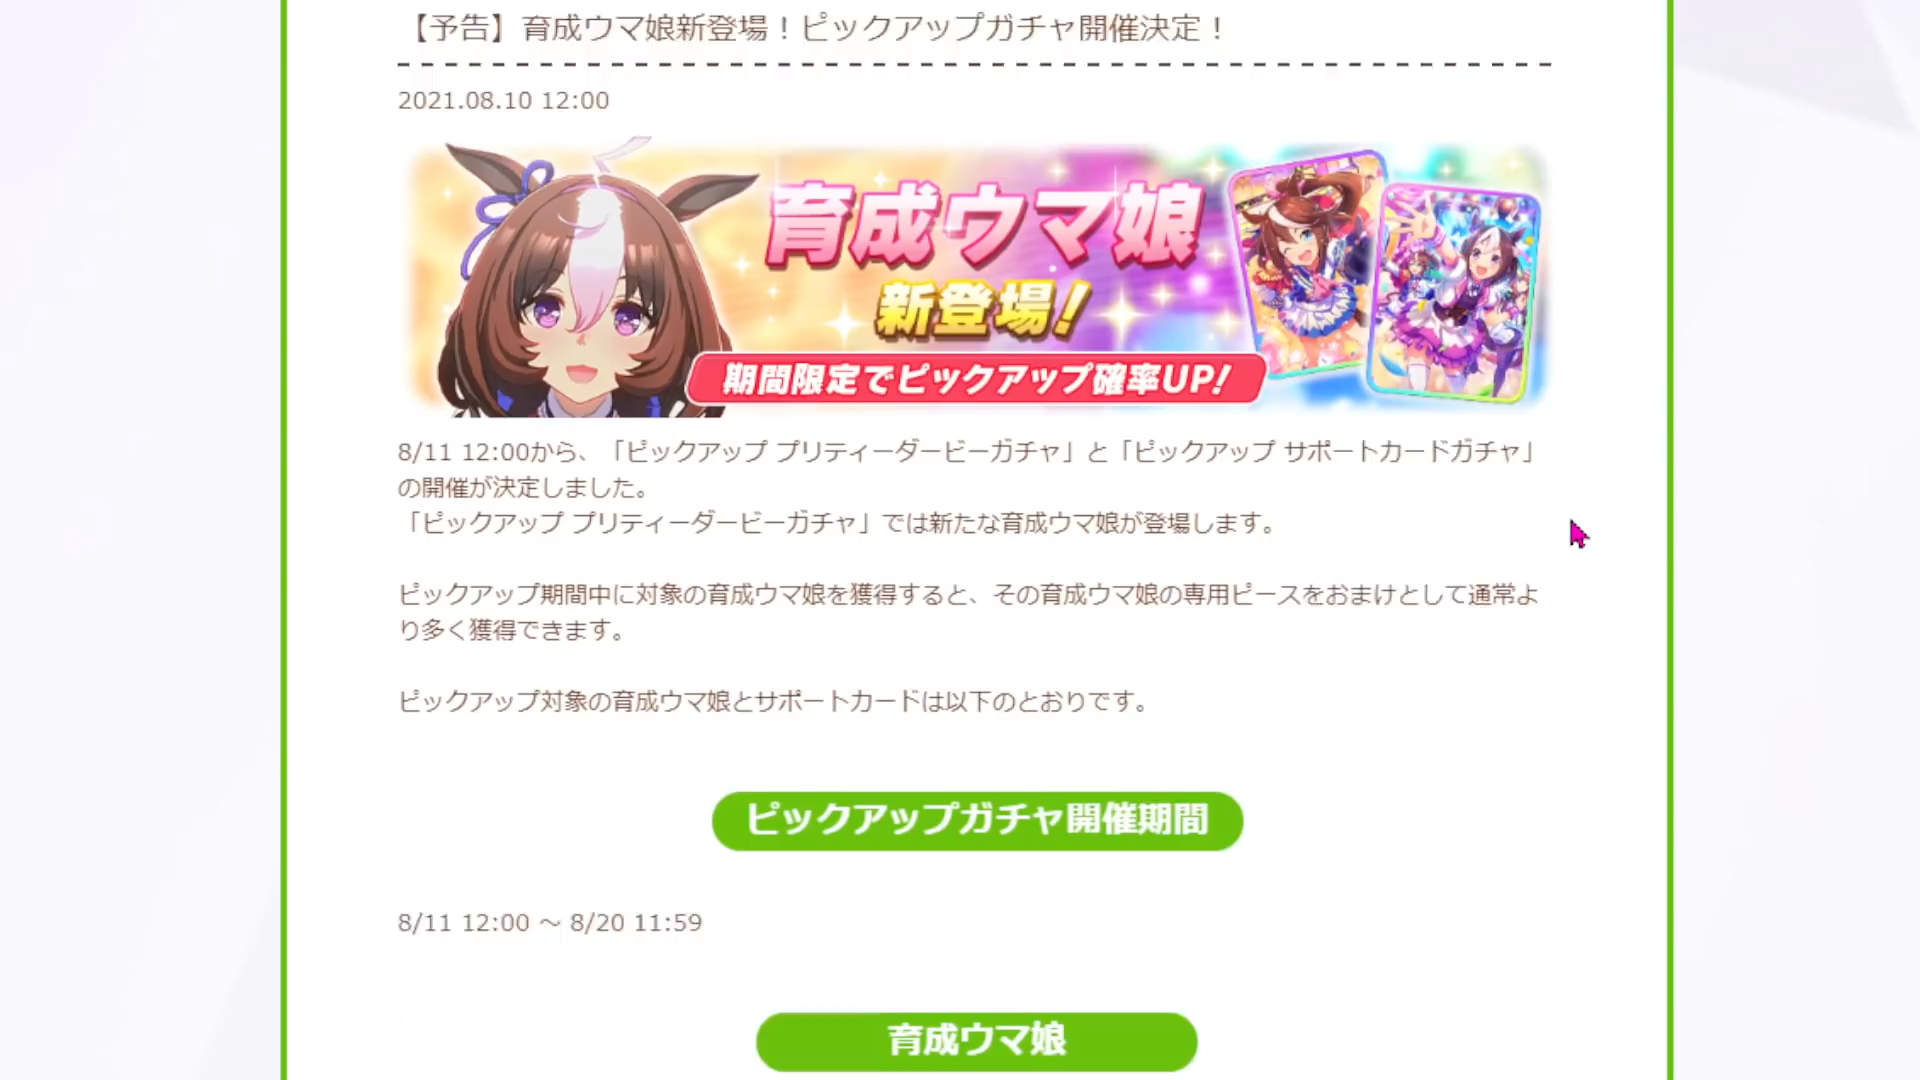 【予告】育成ウマ娘新登場！ピックアップガチャ開催決定！
2021.08.10 12:00
育成ウマ娘
新登場！
期間限定でピックアップ確率UP！
8/11 12:00から、「ピックアップ プリティーダービーガチャ」と「ピックアップ サポートカードガチャ」
の開催が決定しました。
「ピックアップ プリティーダービーガチャ」では新たな育成ウマ娘が登場します。
ピックアップ期間中に対象の育成ウマ娘を獲得すると、その育成ウマ娘の専用ピースをおまけとして通常よ
り多く獲得できます。
ピックアップ対象の育成ウマ娘とサポートカードは以下のとおりです。
ピックアップガチャ開催期間
8/11 12:00 ～ 8/20 11:59
育成ウマ娘